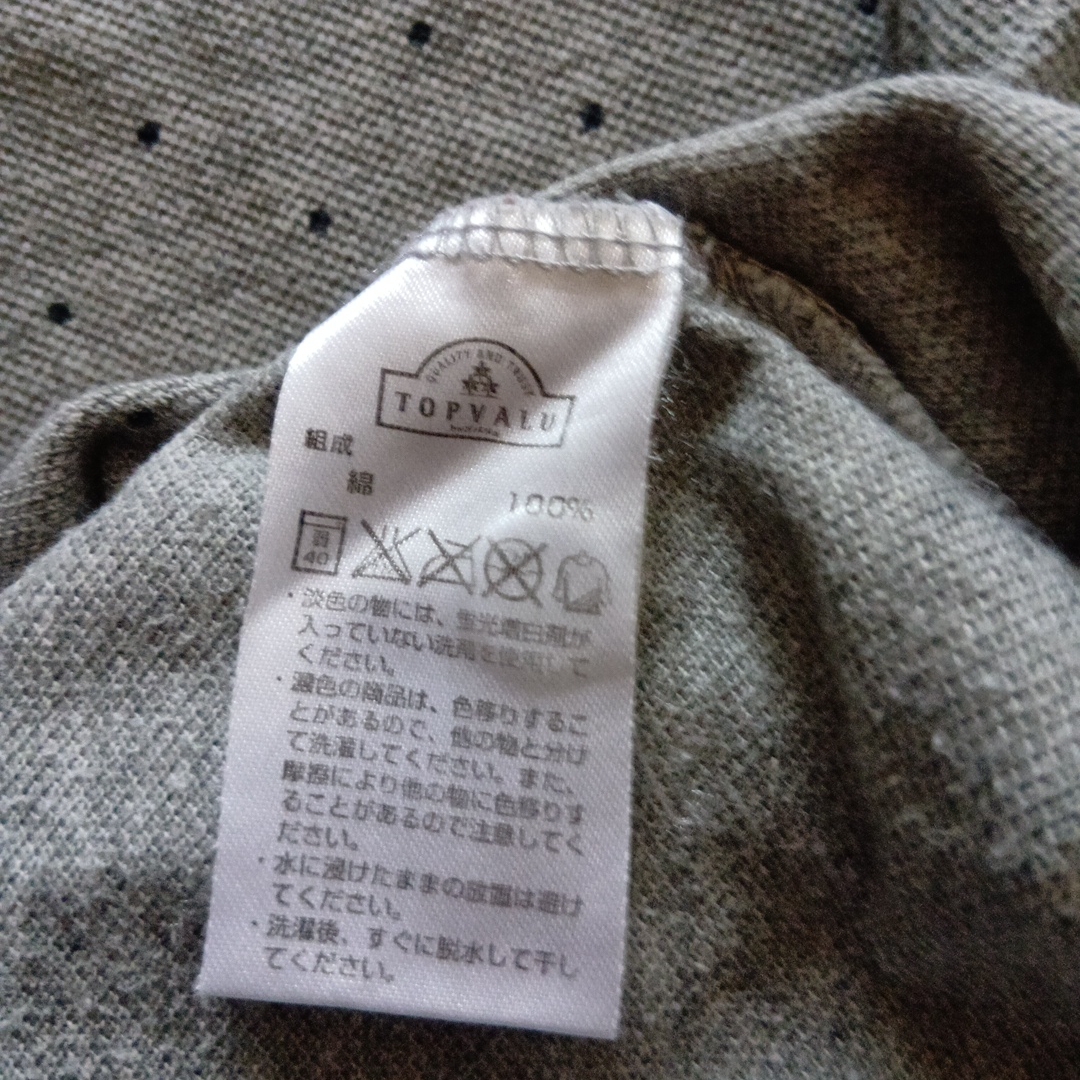 QUALITY AND TRUST
TOPVALU
組成
綿 100%
弱
40
・淡色の物には、蛍光増白剤が
入っていない洗剤を使用して
ください。
・濃色の商品は、色移りするこ
とがあるので、他の物と分け
て洗濯してください。また、
摩擦により他の物に色移りす
ることがあるので注意してく
ださい。
・水に浸けたままの放置は避け
てください。
・洗濯後、すぐに脱水して干し
てください。